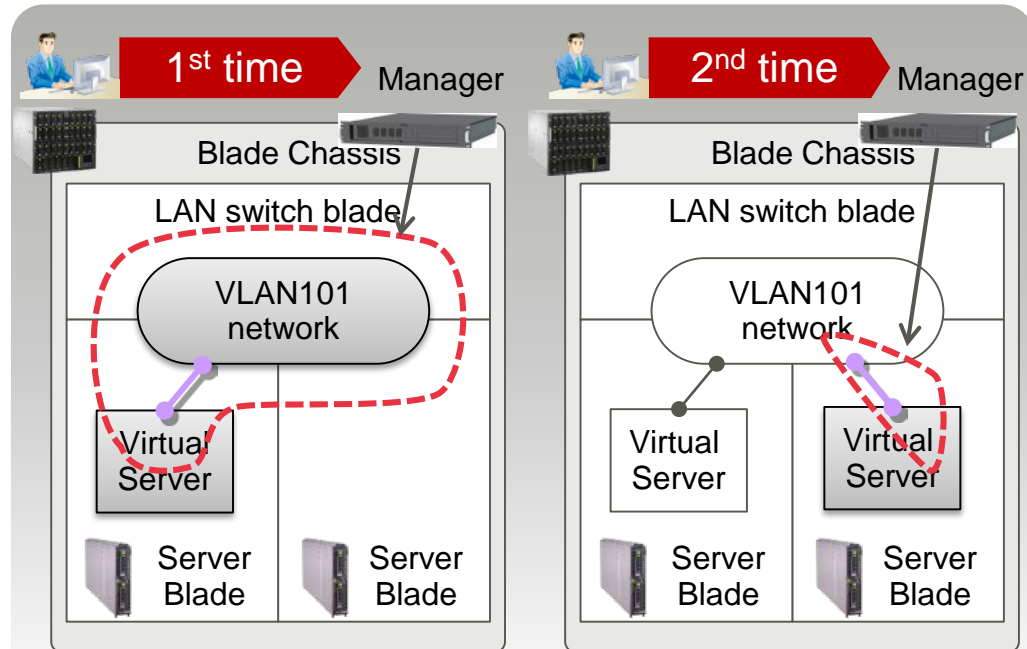 1st time
Manager
Blade Chassis
LAN switch blade
VLAN101
network
Virtual
Server
Server
Blade
Server
Blade
2nd time
Manager
Blade Chassis
LAN switch blade
VLAN101
network
Virtual
Server
Virtual
Server
Server
Blade
Server
Blade